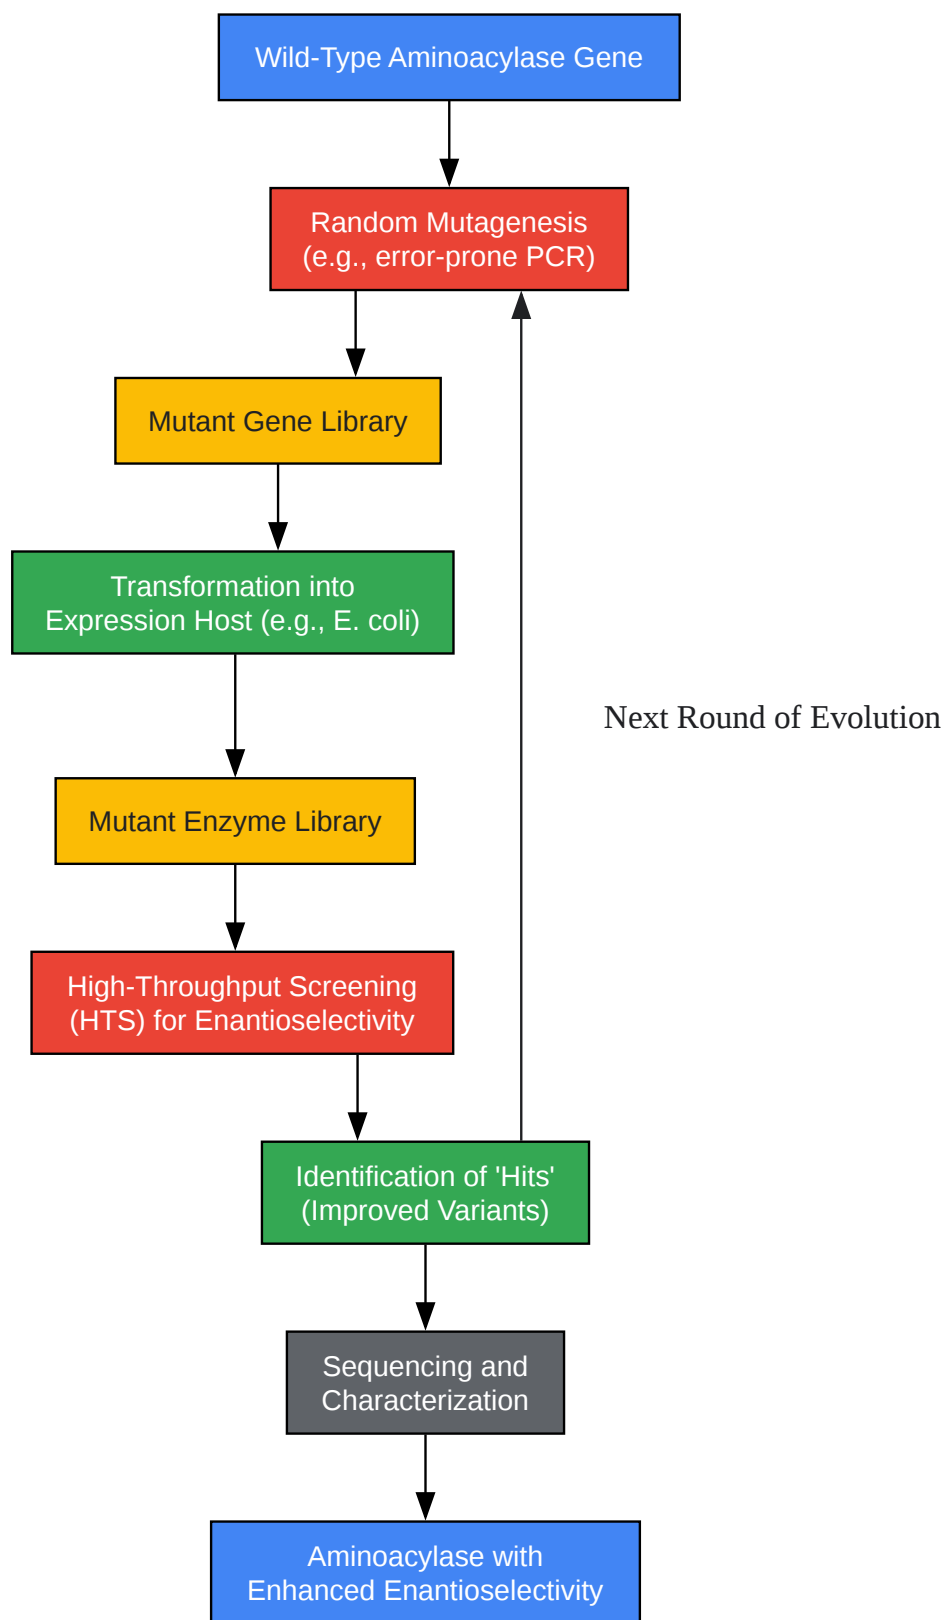 Wild-Type Aminoacylase Gene
Random Mutagenesis
(e.g., error-prone PCR)
Mutant Gene Library
Transformation into
Expression Host (e.g., E. coli)
Next Round of Evolution
Mutant Enzyme Library
High-Throughput Screening
(HTS) for Enantioselectivity
Identification of 'Hits'
(Improved Variants)
Sequencing and
Characterization
Aminoacylase with
Enhanced Enantioselectivity